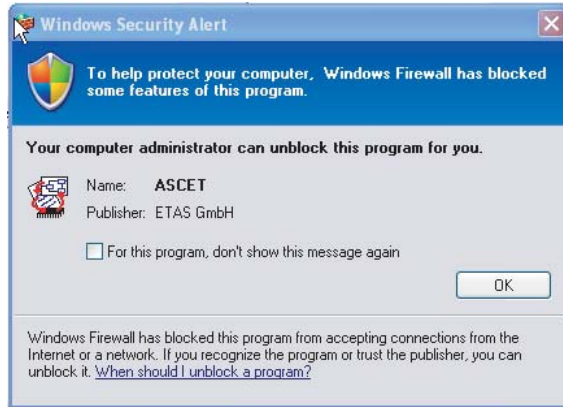 Windows Security Alert
To help protect your computer, Windows Firewall has blocked
some features of this program.
Your computer administrator can unblock this program for you.
Name: ASCET
Publisher: ETAS GmbH
For this program, don't show this message again
OK
Windows Firewall has blocked this program from accepting connections from the
Internet or a network. If you recognize the program or trust the publisher, you can
unblock it. When should I unblock a program?